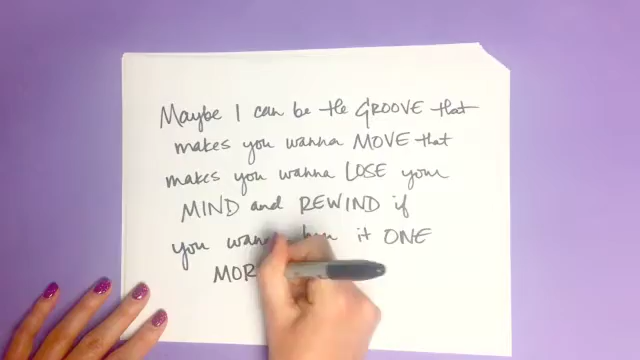 Maybe I can be the GROOVE that
makes you wanna MOVE that
makes you wanna LOSE your
MIND and REWIND if
you it ONE
MOR